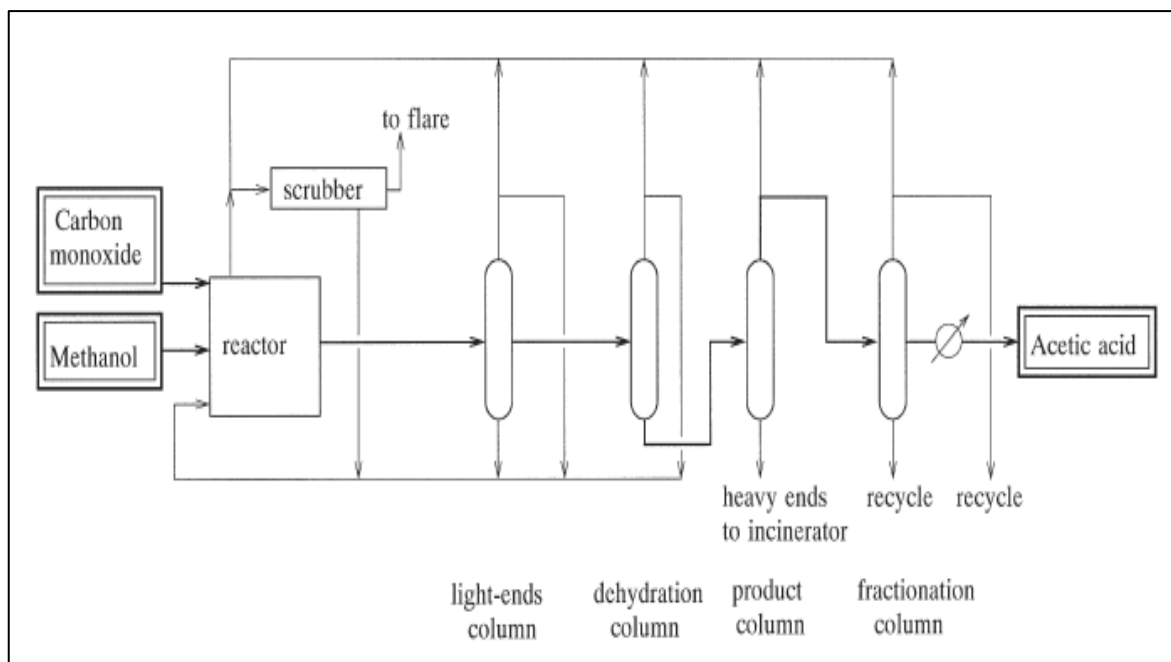 to flare
scrubber
Carbon
monoxide
Methanol
reactor
Acetic acid
heavy ends
to incinerator
recycle
recycle
light-ends
column
dehydration
column
product
column
fractionation
column